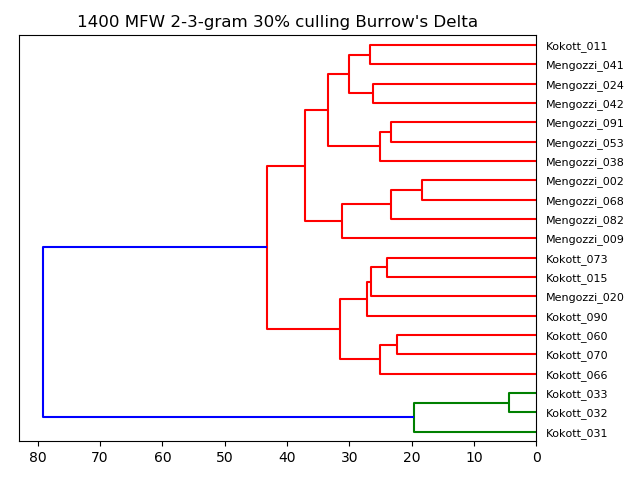 1400 MFW 2-3-gram 30% culling Burrow's Delta
Kokott_011
Mengozzi_041
Mengozzi_024
Mengozzi_042
Mengozzi_091
Mengozzi_053
Mengozzi_038
Mengozzi_002
Mengozzi_068
Mengozzi_082
Mengozzi_009
Kokott_073
Kokott_015
Mengozzi_020
Kokott_090
Kokott_060
Kokott_070
Kokott_066
Kokott_033
Kokott_032
Kokott_031
80 70 60 50 40 30 20 10 0